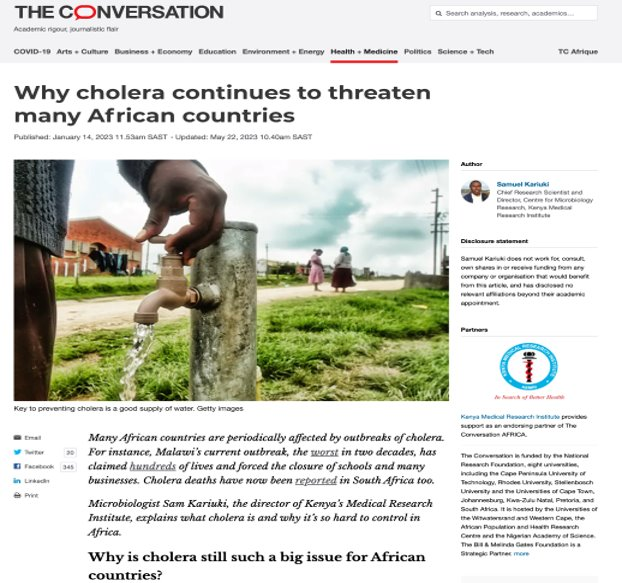 THE CONVERSATION
Academic rigour, journalistic flair
Search analysis, research, academics…
COVID-19 Arts + Culture Business + Economy Education Environment + Energy Health + Medicine Politics Science + Tech TC Afrique
Why cholera continues to threaten
many African countries
Published: January 14, 2023 11.53am SAST - Updated: May 22, 2023 10.40am SAST
Key to preventing cholera is a good supply of water. Getty images
Email
Twitter 20
Facebook 345
LinkedIn
Print
Many African countries are periodically affected by outbreaks of cholera.
For instance, Malawi's current outbreak, the worst in two decades, has
claimed hundreds of lives and forced the closure of schools and many
businesses. Cholera deaths have now been reported in South Africa too.
Microbiologist Sam Kariuki, the director of Kenya's Medical Research
Institute, explains what cholera is and why it's so hard to control in
Africa.
Why is cholera still such a big issue for African
countries?
Author
Samuel Kariuki
Chief Research Scientist and
Director, Centre for Microbiology
Research, Kenya Medical
Research Institute
Disclosure statement
Samuel Kariuki does not work for, consult,
own shares in or receive funding from any
company or organisation that would benefit
from this article, and has disclosed no
relevant affiliations beyond their academic
appointment.
Partners
KENYA MEDICAL RESEARCH INSTITUTE
KEMRI
In Search of Better Health
Kenya Medical Research Institute provides
support as an endorsing partner of The
Conversation AFRICA.
The Conversation is funded by the National
Research Foundation, eight universities,
including the Cape Peninsula University of
Technology, Rhodes University, Stellenbosch
University and the Universities of Cape Town,
Johannesburg, Kwa-Zulu Natal, Pretoria, and
South Africa. It is hosted by the Universities of
the Witwatersrand and Western Cape, the
African Population and Health Research
Centre and the Nigerian Academy of Science.
The Bill & Melinda Gates Foundation is a
Strategic Partner. more